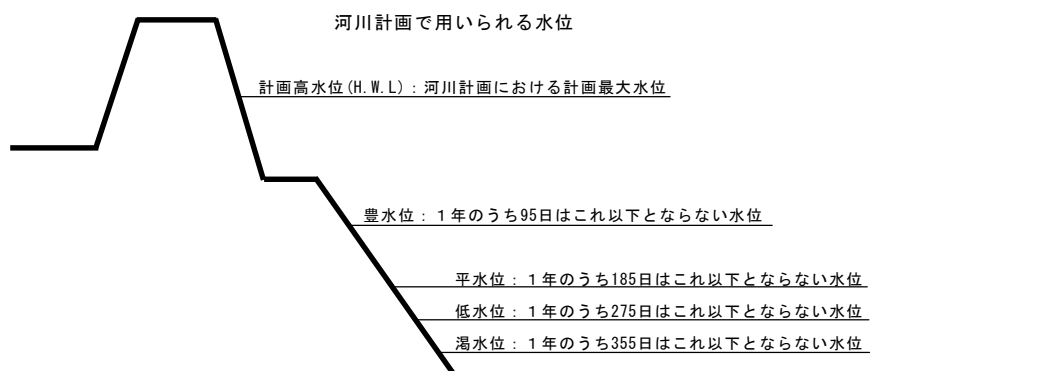 河川計画で用いられる水位
計画高水位(H.W.L)：河川計画における計画最大水位
豊水位：１年のうち95日はこれ以下とならない水位
平水位：１年のうち185日はこれ以下とならない水位
低水位：１年のうち275日はこれ以下とならない水位
渇水位：１年のうち355日はこれ以下とならない水位